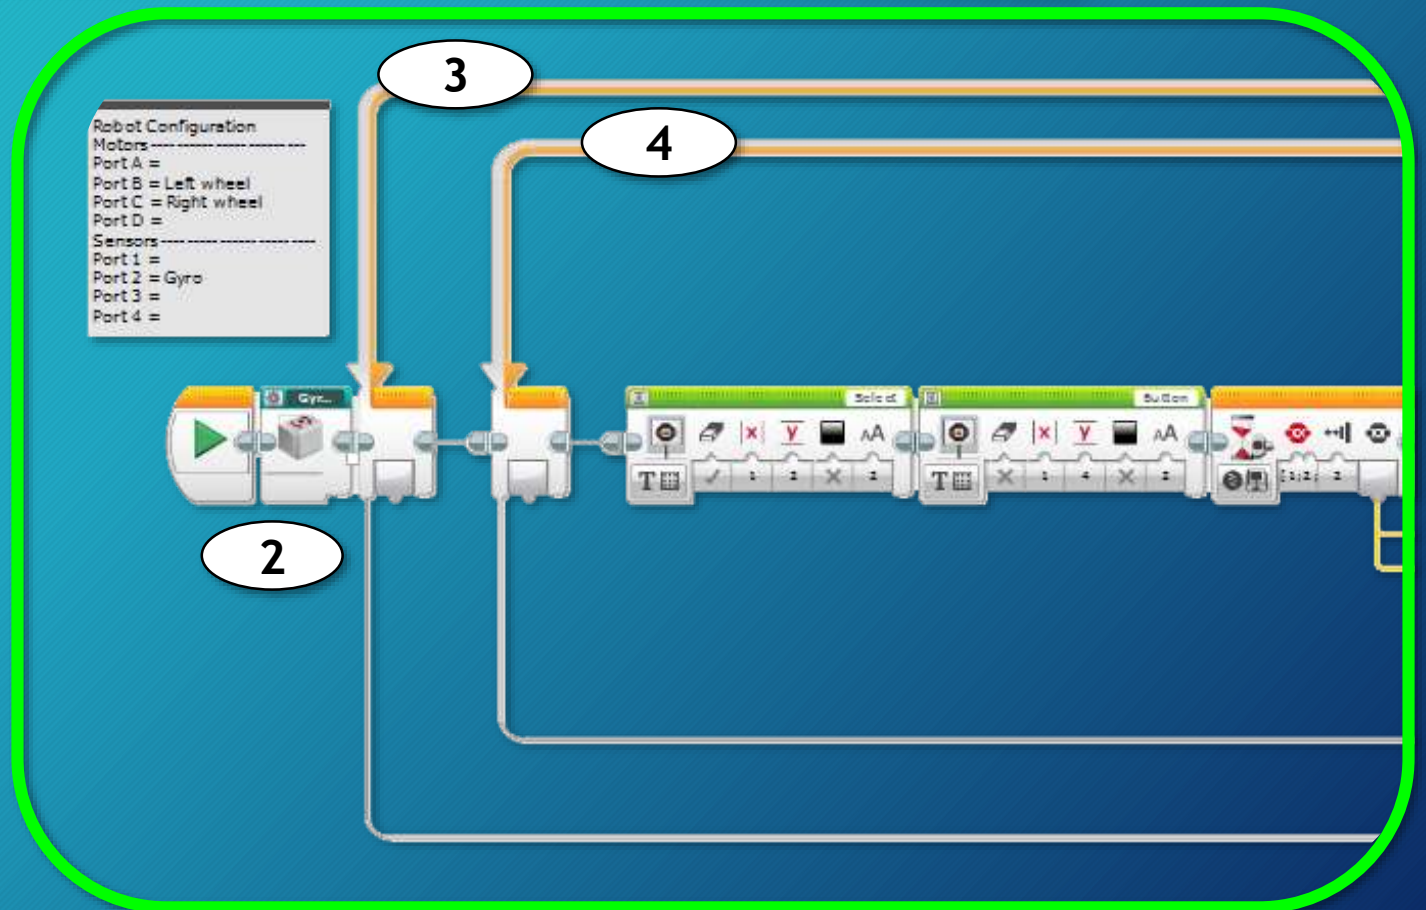 3
4
Robot Configuration
Motors -----------------------
Port A =
Port B = Left wheel
Port C = Right wheel
Port D =
Sensors -----------------------
Port 1 =
Port 2 = Gyro
Port 3 =
Port 4 =
Gyr...
Select
Button
2